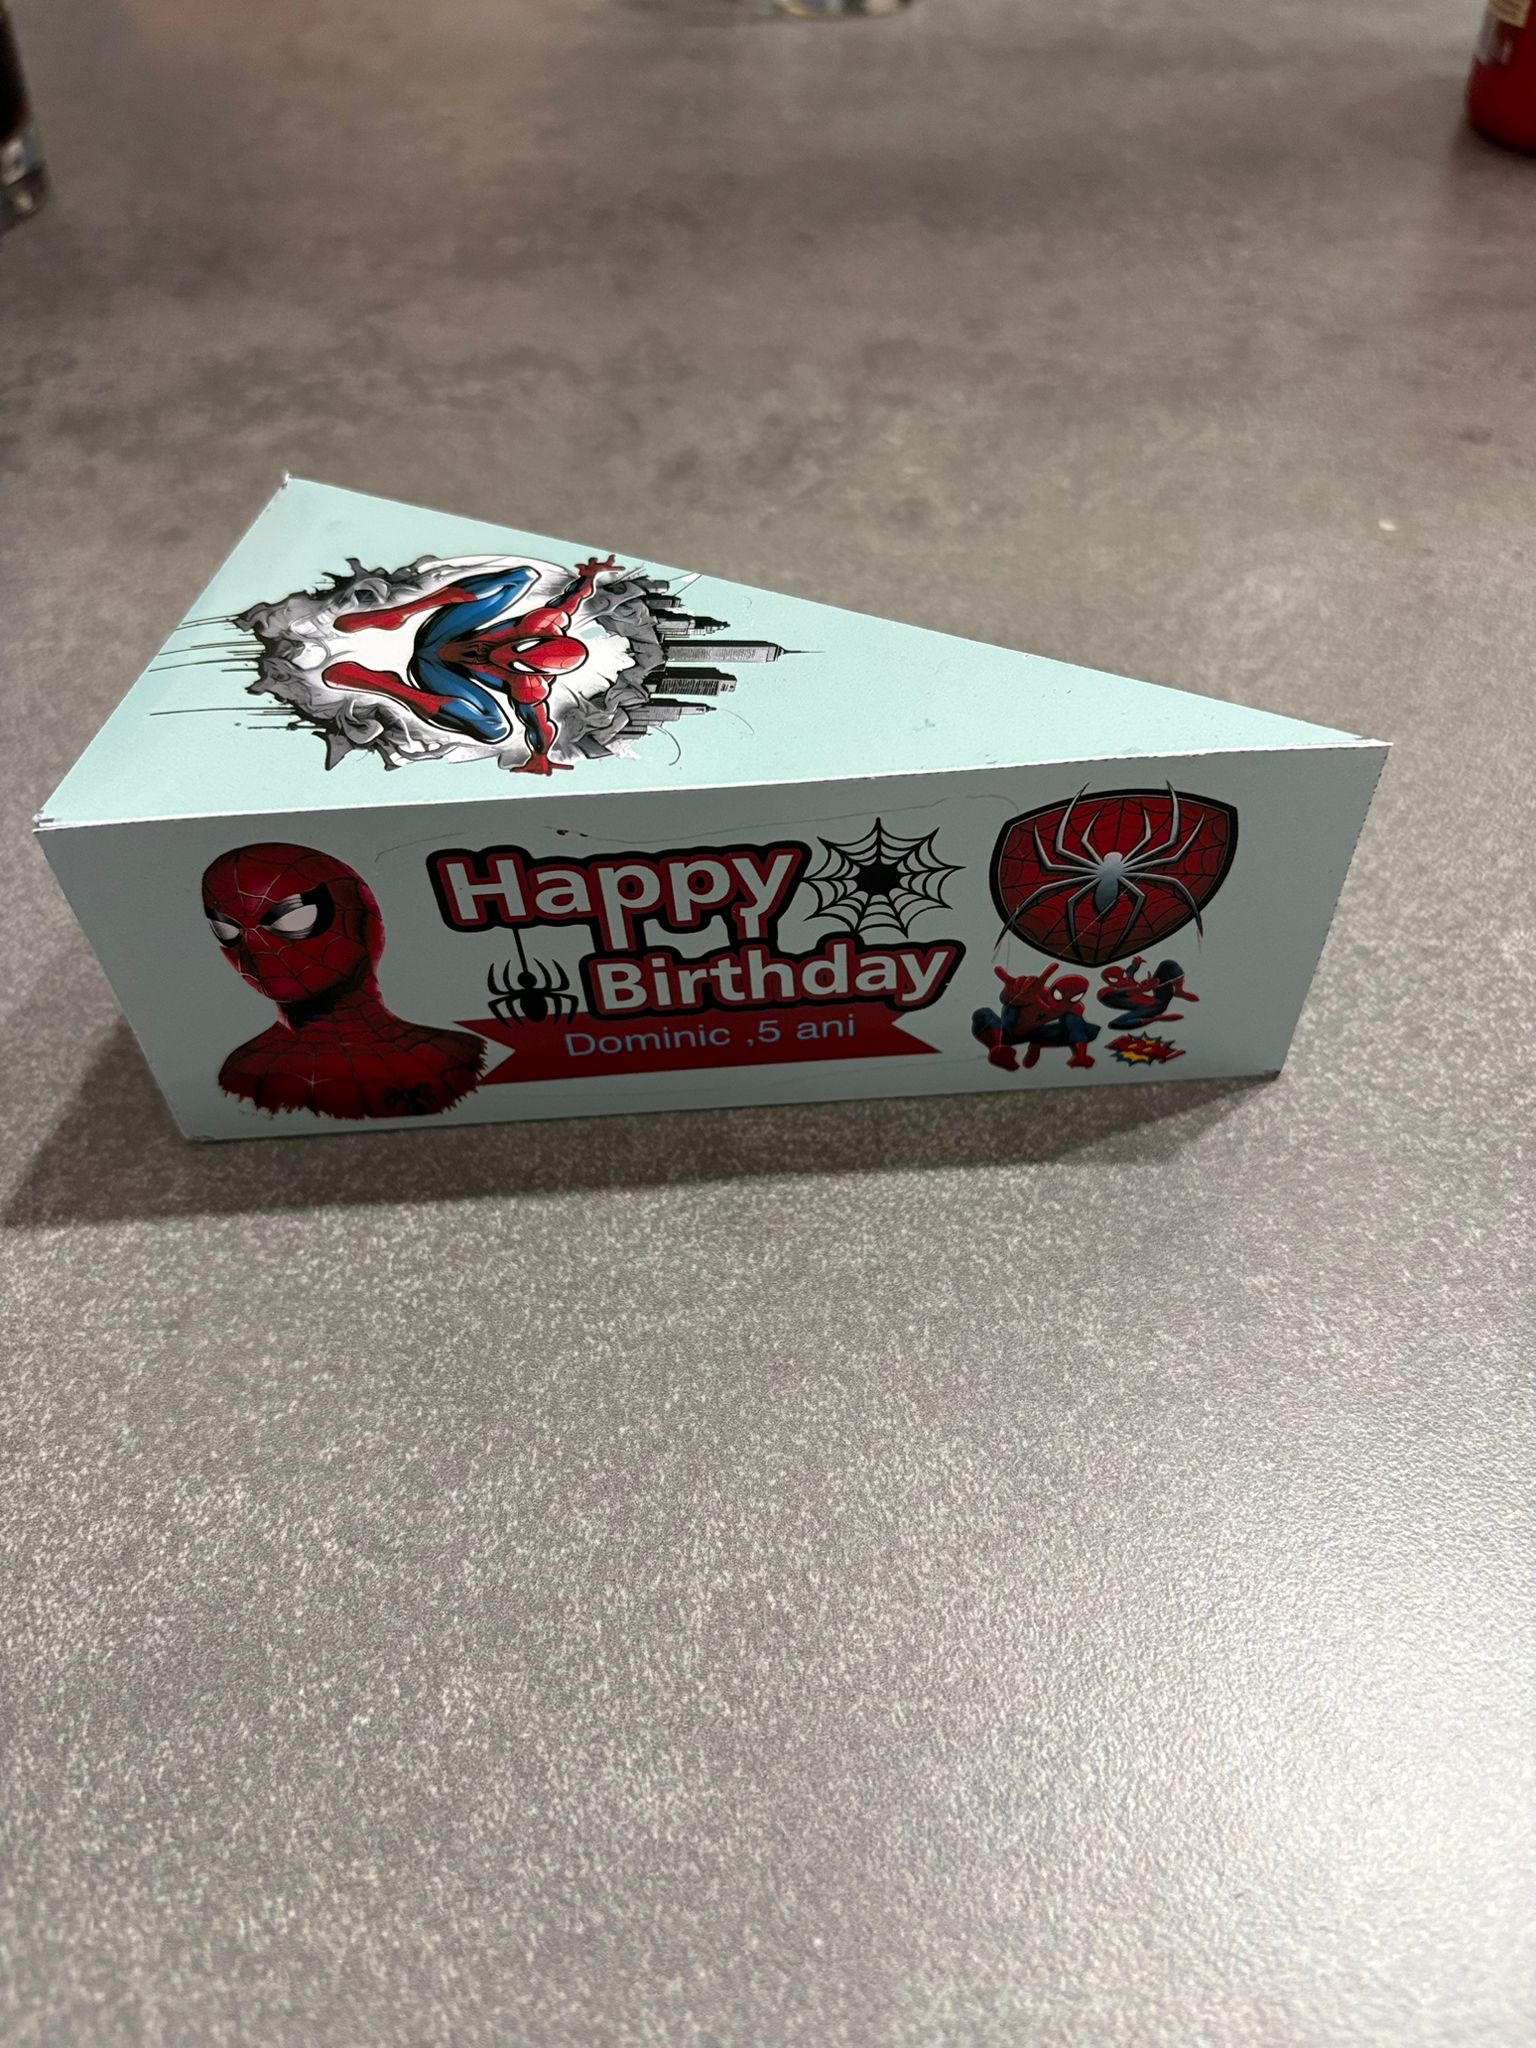 Happy
Birthday
Dominic ,5 ani